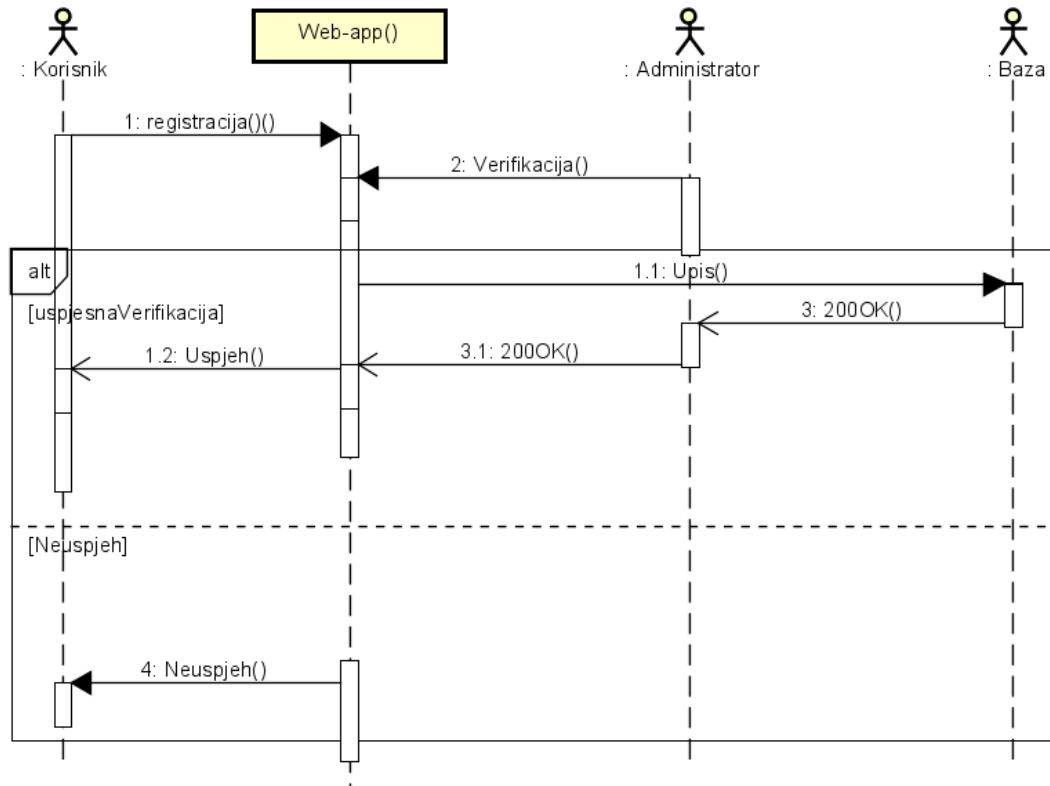 Web-app()
: Korisnik
: Administrator
: Baza
1: registracija()()
2: Verifikacija()
alt
1.1: Upis()
[uspjesnaVerifikacija]
3: 200OK()
1.2: Uspjeh()
3.1: 200OK()
[Neuspjeh]
4: Neuspjeh()